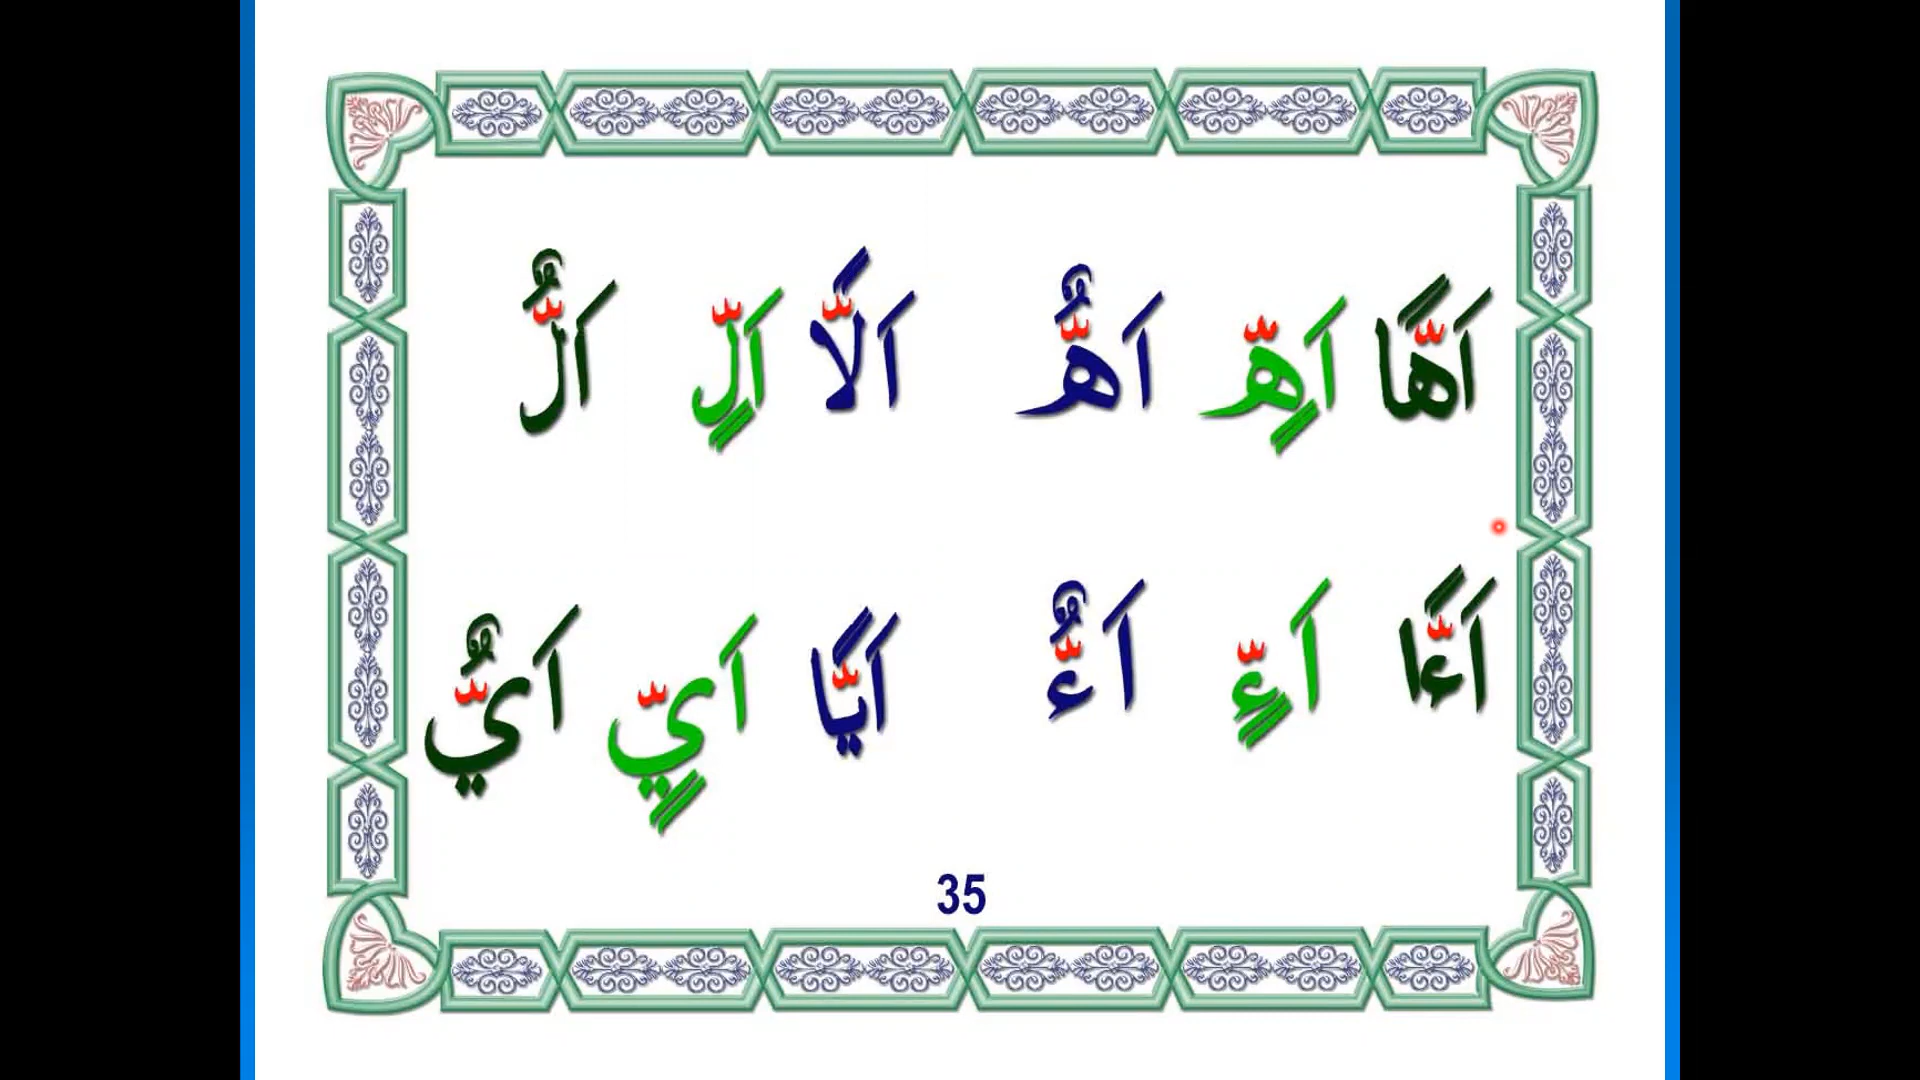 اَهًّا اَهٍّ اَهٌّ اَلًّا اَلٍّ اَلٌّ
اَءًّا اَءٍّ اَءٌّ اَيًّا اَيٍّ اَيٌّ
35